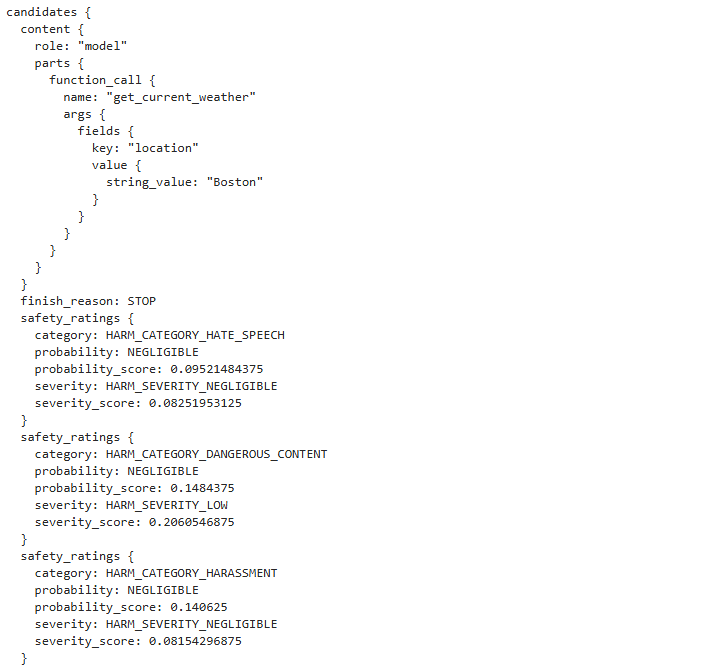 candidates {
  content {
    role: "model"
    parts {
      function_call {
        name: "get_current_weather"
        args {
          fields {
            key: "location"
            value {
              string_value: "Boston"
            }
          }
        }
      }
    }
  }
  finish_reason: STOP
  safety_ratings {
    category: HARM_CATEGORY_HATE_SPEECH
    probability: NEGLIGIBLE
    probability_score: 0.09521484375
    severity: HARM_SEVERITY_NEGLIGIBLE
    severity_score: 0.08251953125
  }
  safety_ratings {
    category: HARM_CATEGORY_DANGEROUS_CONTENT
    probability: NEGLIGIBLE
    probability_score: 0.1484375
    severity: HARM_SEVERITY_LOW
    severity_score: 0.2060546875
  }
  safety_ratings {
    category: HARM_CATEGORY_HARASSMENT
    probability: NEGLIGIBLE
    probability_score: 0.140625
    severity: HARM_SEVERITY_NEGLIGIBLE
    severity_score: 0.08154296875
  }